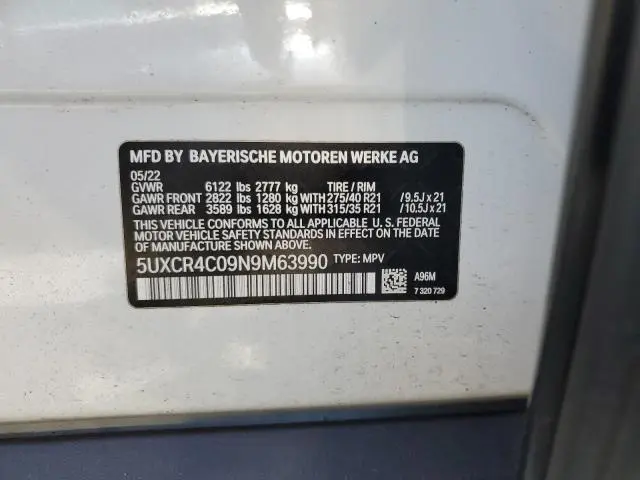 MFD BY BAYERISCHE MOTOREN WERKE AG
05/22
GVWR 6122 lbs 2777 kg TIRE / RIM
GAWR FRONT 2822 lbs 1280 kg WITH 275/40 R21 / 9.5J x 21
GAWR REAR 3589 lbs 1628 kg WITH 315/35 R21 / 10.5J x 21
THIS VEHICLE CONFORMS TO ALL APPLICABLE U. S. FEDERAL
MOTOR VEHICLE SAFETY STANDARDS IN EFFECT ON THE DATE OF
MANUFACTURE SHOWN ABOVE.
5UXCR4C09N9M63990 TYPE: MPV
A96M
7 320 729